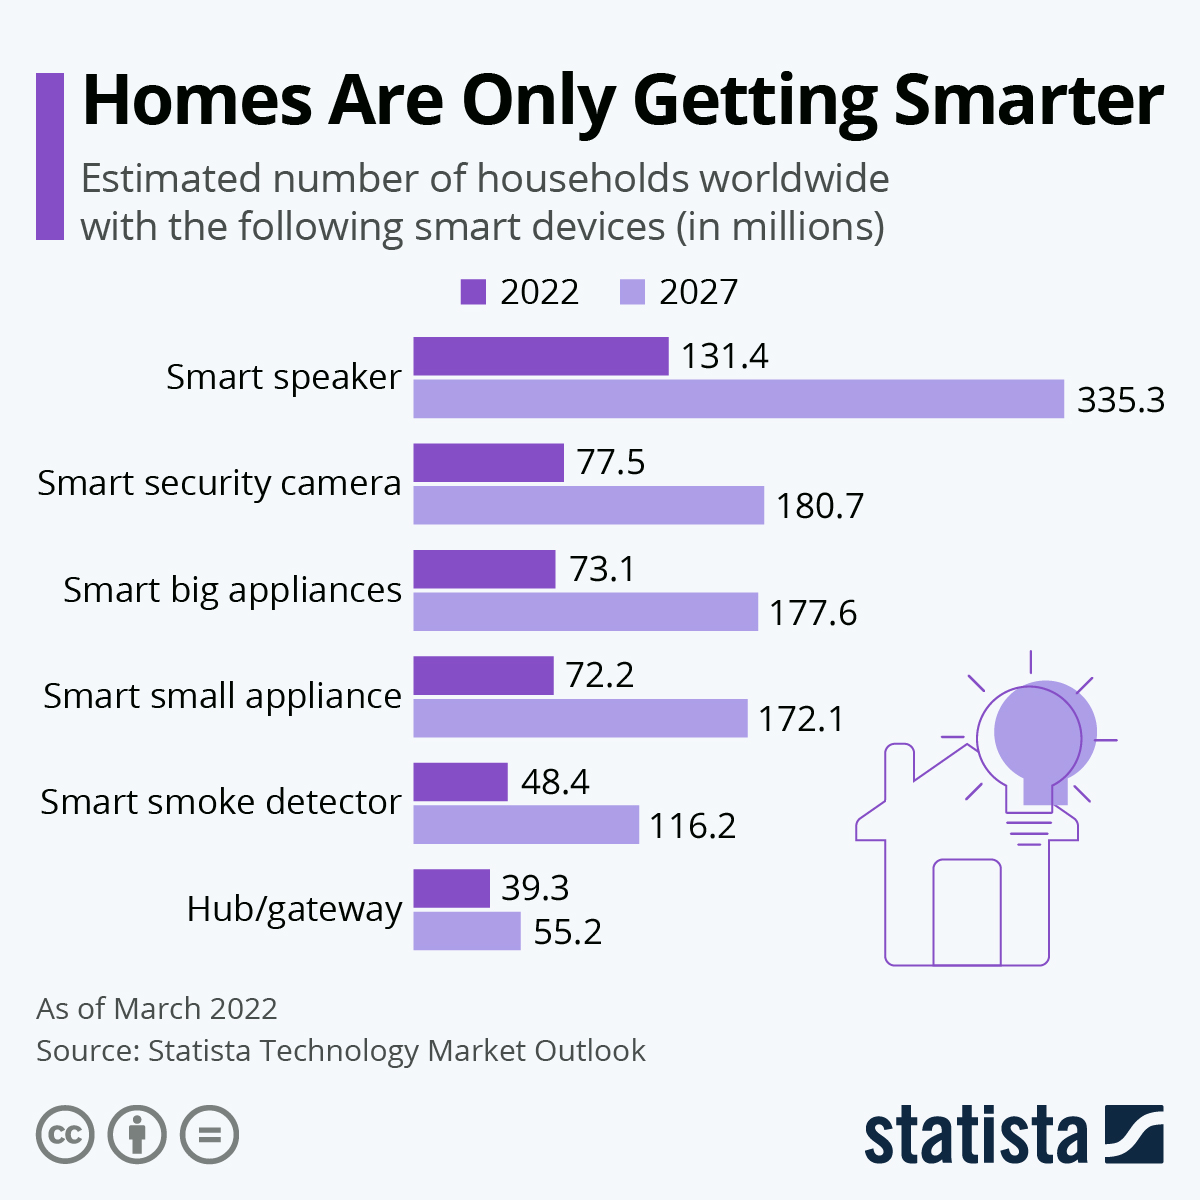 Homes Are Only Getting Smarter
Estimated number of households worldwide
with the following smart devices (in millions)
2022 2027
Smart speaker 131.4
335.3
Smart security camera 77.5
180.7
Smart big appliances 73.1
177.6
Smart small appliance 72.2
172.1
Smart smoke detector 48.4
116.2
Hub/gateway 39.3
55.2
As of March 2022
Source: Statista Technology Market Outlook
cc =
statista